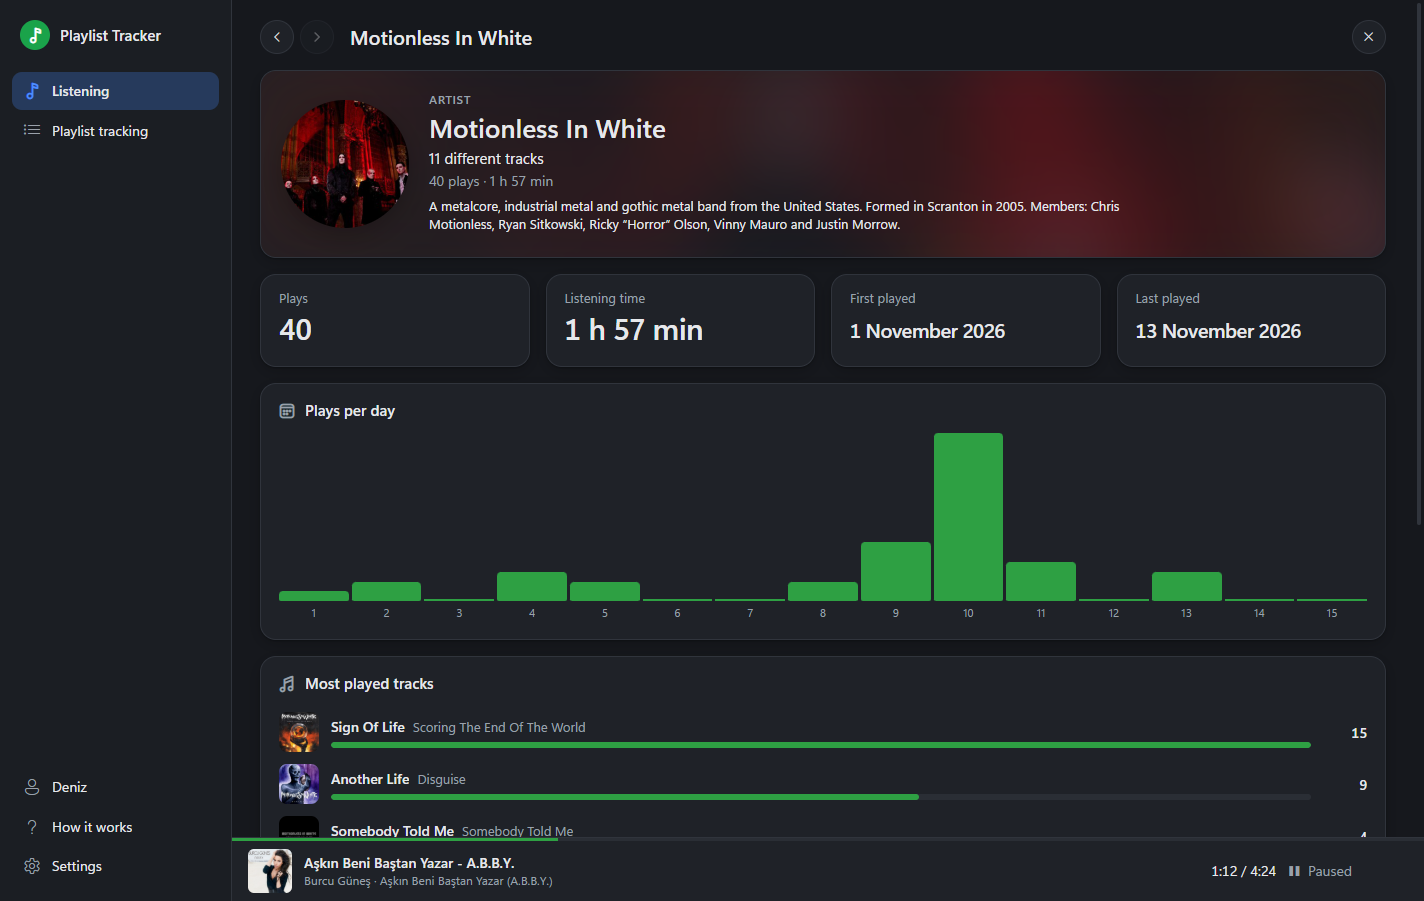 Playlist Tracker
Listening
Playlist tracking
Deniz
How it works
Settings
Motionless In White
ARTIST
Motionless In White
11 different tracks
40 plays · 1 h 57 min
A metalcore, industrial metal and gothic metal band from the United States. Formed in Scranton in 2005. Members: Chris
Motionless, Ryan Sitkowski, Ricky “Horror” Olson, Vinny Mauro and Justin Morrow.
Plays
40
Listening time
1 h 57 min
First played
1 November 2026
Last played
13 November 2026
Plays per day
1 2 3 4 5 6 7 8 9 10 11 12 13 14 15
Most played tracks
Sign Of Life Scoring The End Of The World 15
Another Life Disguise 9
Somebody Told Me Somebody Told Me 4
Aşkın Beni Baştan Yazar - A.B.B.Y.
Burcu Güneş · Aşkın Beni Baştan Yazar (A.B.B.Y.)
1:12 / 4:24 Paused